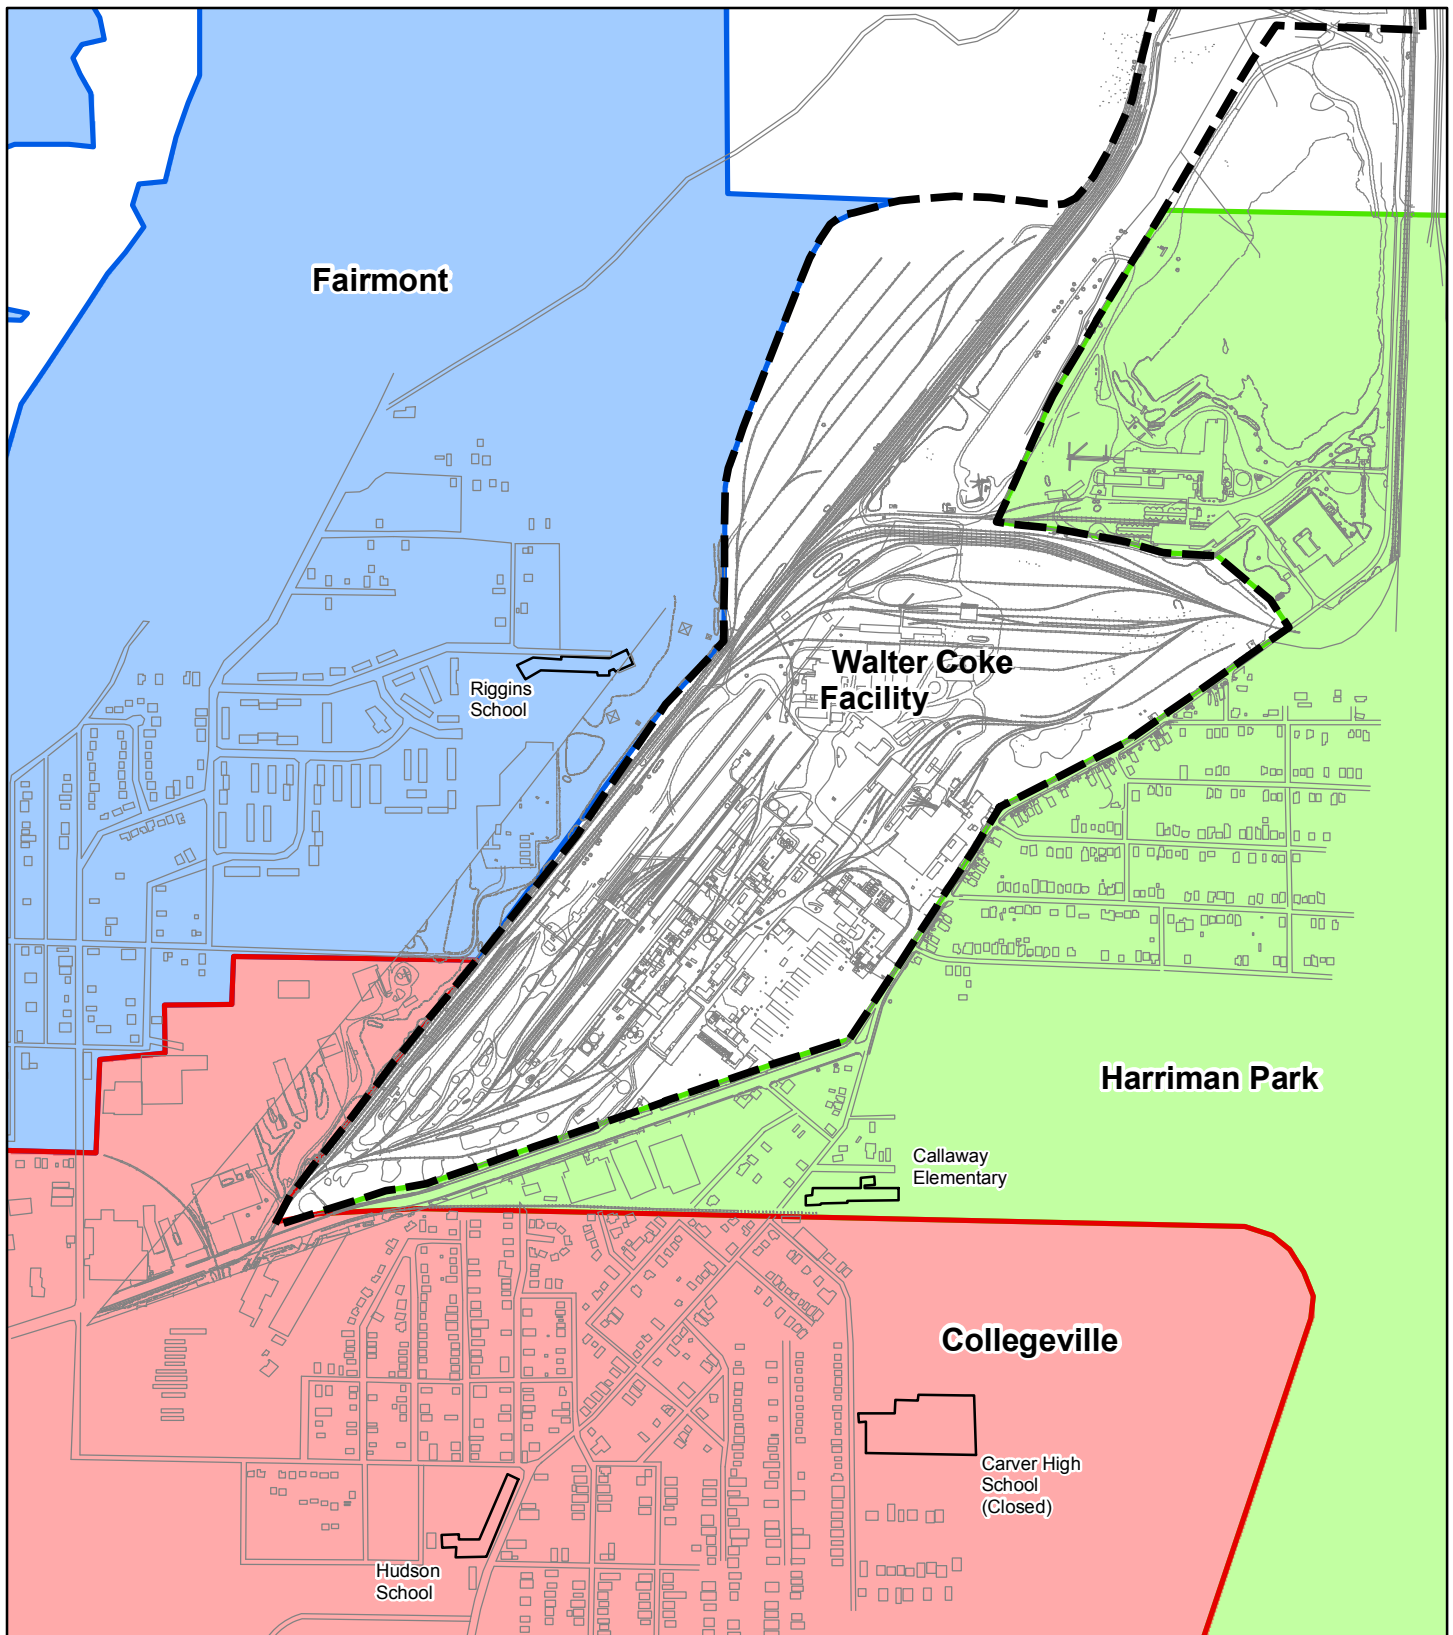 Fairmont
Walter Coke
Facility
Riggins
School
Harriman Park
Callaway
Elementary
Collegeville
Carver High
School
(Closed)
Hudson
School